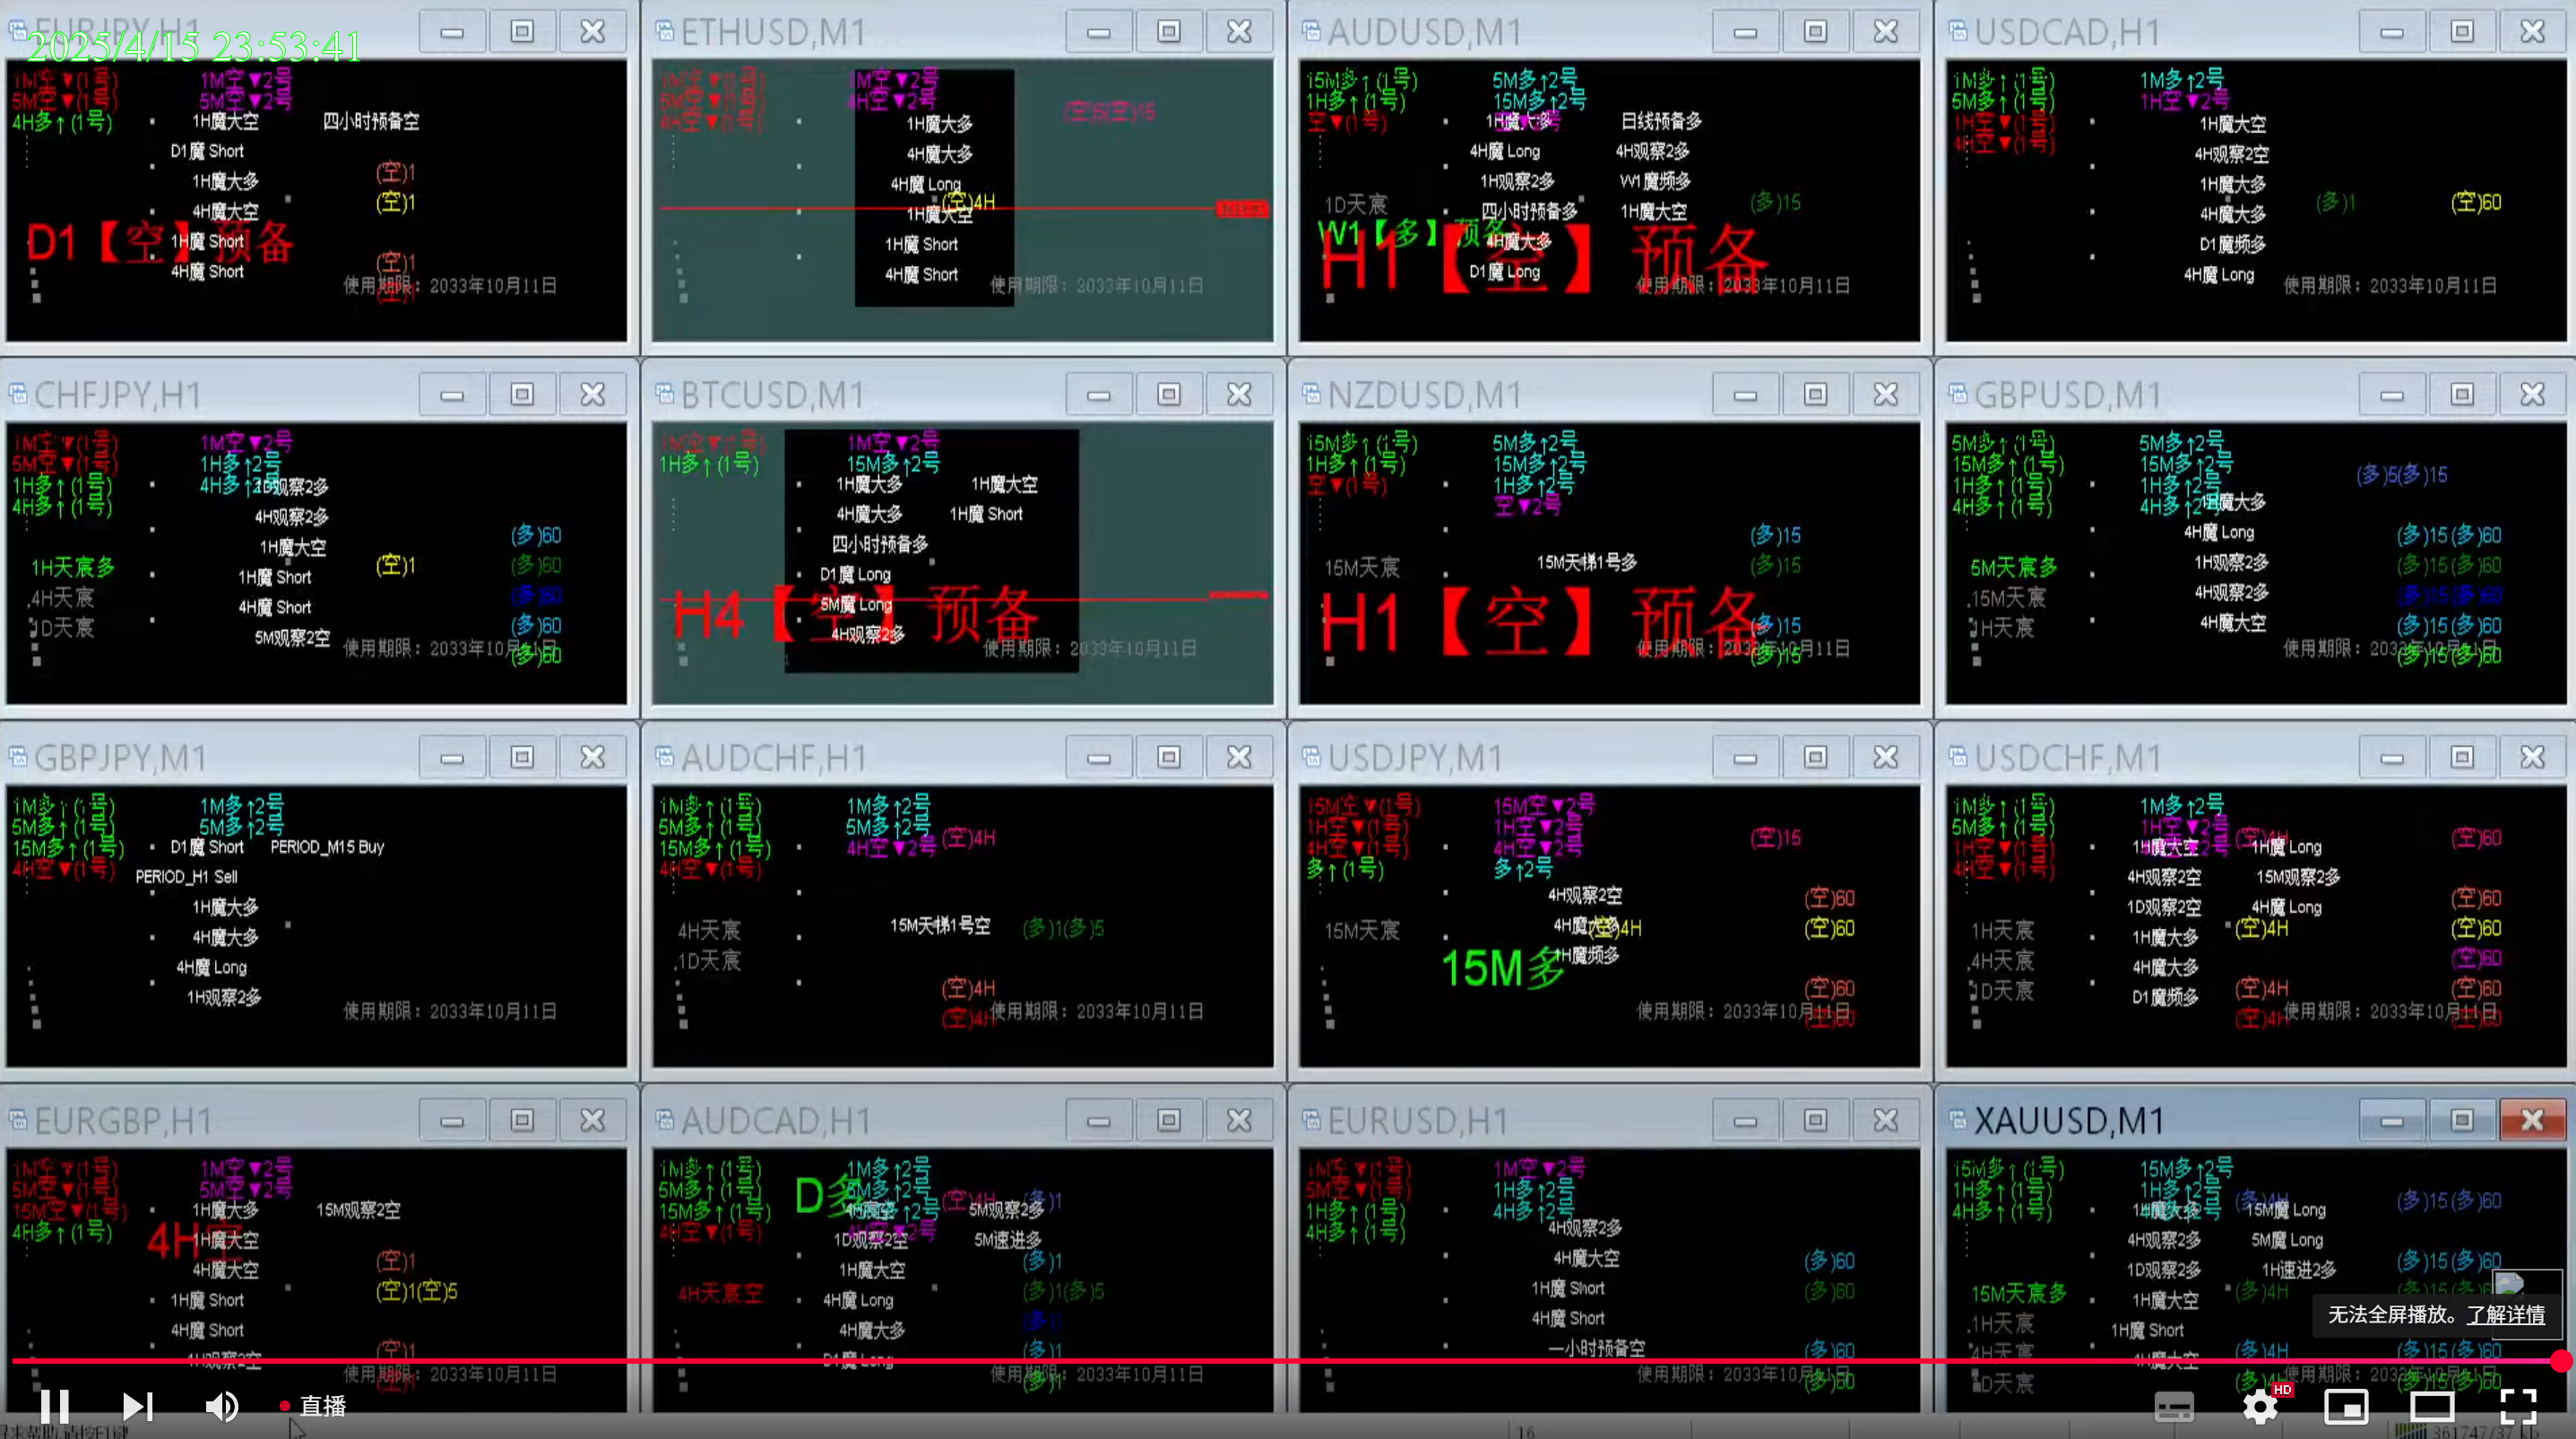 EURJPY,H1
2025/4/15 23:53:41
1M空▼(1号)
1M空▼2号
5M空▼(1号)
5M空▼2号
4H多↑(1号)
1H魔大空
四小时预备空
D1魔 Short
(空)1
1H魔大多
(空)1
4H魔大空
D1【空】预备
1H魔 Short
(空)1
4H魔 Short
使用期限：2033年10月11日
ETHUSD,M1
5M空▼(1号)
1M空▼2号
4H空▼2号
1H魔大多
4H魔大多
4H魔 Long
(空)4H
1H魔大空
1H魔 Short
4H魔 Short
使用期限：2033年10月11日
AUDUSD,M1
15M多↑(1号)
5M多↑2号
1H多↑(1号)
15M多↑2号
空▼(1号)
1H魔大多
日线预备多
4H魔 Long
4H观察2多
1H观察2多
W1魔频多
1D天宸
(多)15
四小时预备多
1H魔大空
W1【多】预备
4H魔大多
H1【空】预备
D1魔 Long
使用期限：2033年10月11日
USDCAD,H1
1M多↑(1号)
1M多↑2号
5M多↑(1号)
1H空▼2号
1H空▼(1号)
4H空▼(1号)
1H魔大空
4H观察2空
1H魔大多
(多)1
(空)60
4H魔大多
D1魔频多
4H魔 Long
使用期限：2033年10月11日
CHFJPY,H1
1M空▼(1号)
1M空▼2号
5M空▼(1号)
1H多↑2号
1H多↑(1号)
4H多↑2号
1D观察2多
4H多↑(1号)
4H观察2多
(多)60
1H魔大空
1H天宸多
(空)1
(多)60
1H魔 Short
4H天宸
(多)60
4H魔 Short
1D天宸
(多)60
5M观察2空
使用期限：2033年10月11日
(多)60
BTCUSD,M1
1M空▼(1号)
1M空▼2号
1H多↑(1号)
15M多↑2号
1H魔大多
1H魔大空
4H魔大多
1H魔 Short
四小时预备多
D1魔 Long
5M魔 Long
H4【空】预备
4H观察2多
使用期限：2033年10月11日
NZDUSD,M1
15M多↑(1号)
5M多↑2号
1H多↑(1号)
15M多↑2号
空▼(1号)
1H多↑2号
空▼2号
(多)15
15M天宸
15M天梯1号多
(多)15
H1【空】预备
(多)15
使用期限：2033年10月11日
(多)15
GBPUSD,M1
5M多↑(1号)
5M多↑2号
15M多↑(1号)
15M多↑2号
(多)5(多)15
1H多↑(1号)
1H多↑2号
4H多↑(1号)
4H多↑2号
1H魔大多
4H魔 Long
(多)15(多)60
5M天宸多
1H观察2多
(多)15(多)60
15M天宸
4H观察2多
(多)15(多)60
1H天宸
4H魔大空
(多)15(多)60
使用期限：2033年10月11日
(多)15(多)60
GBPJPY,M1
1M多↑(1号)
1M多↑2号
5M多↑(1号)
5M多↑2号
15M多↑(1号)
D1魔 Short
PERIOD_M15 Buy
4H空▼(1号)
PERIOD_H1 Sell
1H魔大多
4H魔大多
4H魔 Long
1H观察2多
使用期限：2033年10月11日
AUDCHF,H1
1M多↑(1号)
1M多↑2号
5M多↑(1号)
5M多↑2号
(空)4H
15M多↑(1号)
4H空▼2号
4H空▼(1号)
4H天宸
15M天梯1号空
(多)1(多)5
1D天宸
(空)4H
(空)4H
使用期限：2033年10月11日
USDJPY,M1
15M空▼(1号)
15M空▼2号
1H空▼(1号)
1H空▼2号
(空)15
4H空▼(1号)
4H空▼2号
多↑(1号)
多↑2号
4H观察2空
(空)60
15M天宸
4H魔大多
(空)4H
(空)60
15M多
1H魔频多
(空)60
使用期限：2033年10月11日
(空)60
USDCHF,M1
1M多↑(1号)
1M多↑2号
5M多↑(1号)
1H空▼2号
(空)4H
(空)60
1H空▼(1号)
1H魔大空
1H魔 Long
4H空▼(1号)
4H观察2空
15M观察2多
1D观察2空
4H魔 Long
(空)60
1H天宸
1H魔大多
(空)4H
(空)60
4H天宸
4H魔大多
(空)60
1D天宸
D1魔频多
(空)4H
(空)60
(空)4H
使用期限：2033年10月11日
(空)60
EURGBP,H1
1M空▼(1号)
1M空▼2号
5M空▼(1号)
5M空▼2号
15M空▼(1号)
1H魔大多
15M观察2空
4H多↑(1号)
4H空
1H魔大空
4H魔大空
(空)1
1H魔 Short
(空)1(空)5
4H魔 Short
1H观察2空
(空)1
使用期限：2033年10月11日
AUDCAD,H1
1M多↑(1号)
1M多↑2号
5M多↑(1号)
D多
5M多↑2号
(空)4H
(多)1
15M多↑(1号)
5M观察2多
4H空▼(1号)
1D观察2空
5M速进多
1H魔大空
(多)1
4H天宸空
4H魔 Long
(多)1(多)5
4H魔大多
D1魔 Long
(多)1
使用期限：2033年10月11日
(多)1
EURUSD,H1
1M空▼(1号)
1M空▼2号
5M空▼(1号)
1H多↑2号
1H多↑(1号)
4H多↑2号
4H多↑(1号)
4H观察2多
4H魔大空
(多)60
1H魔 Short
(多)60
4H魔 Short
一小时预备空
(多)60
使用期限：2033年10月11日
(多)60
XAUUSD,M1
15M多↑(1号)
15M多↑2号
1H多↑(1号)
1H多↑2号
(多)4H
(多)15(多)60
4H多↑(1号)
15M魔 Long
4H观察2多
5M魔 Long
1D观察2多
1H速进2多
(多)15(多)60
15M天宸多
1H魔大空
(多)4H
1H天宸
1H魔 Short
4H天宸
4H魔大空
(多)4H
(多)15(多)60
1D天宸
使用期限：2033年10月11日
无法全屏播放。了解详情
直播
HD
16
361747/37 kb